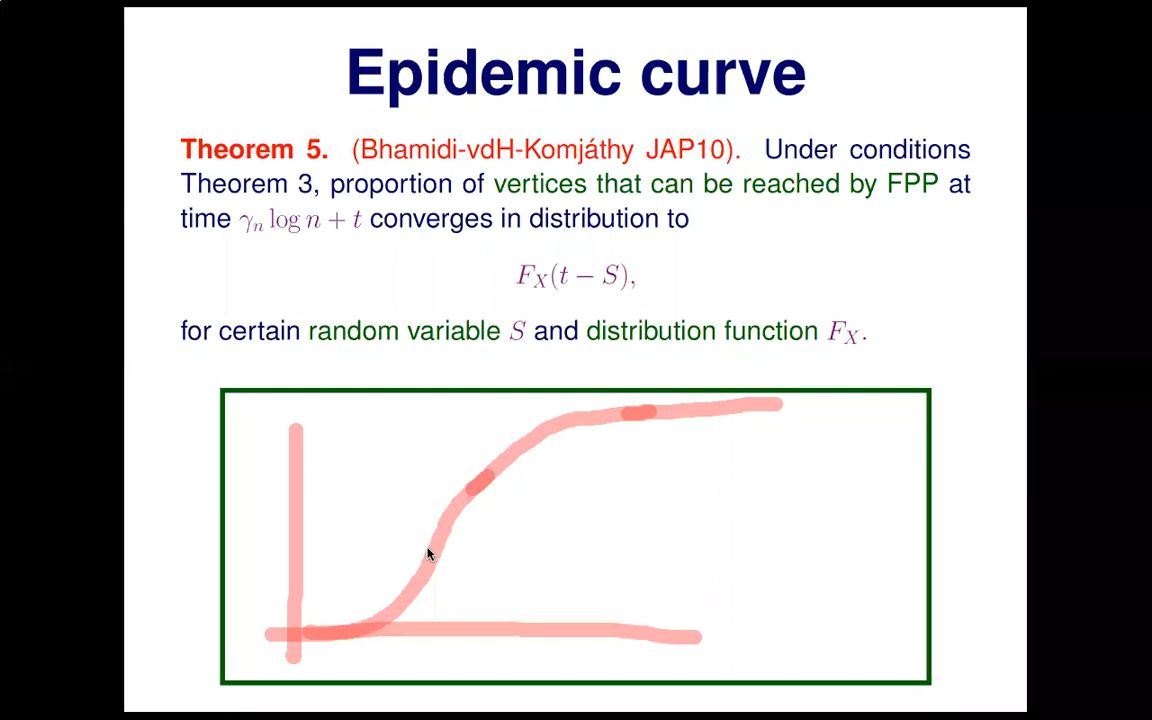 Epidemic curve
Theorem 5. (Bhamidi-vdH-Komjáthy JAP10). Under conditions
Theorem 3, proportion of vertices that can be reached by FPP at
time γₙ log n + t converges in distribution to
F_X(t − S),
for certain random variable S and distribution function F_X.